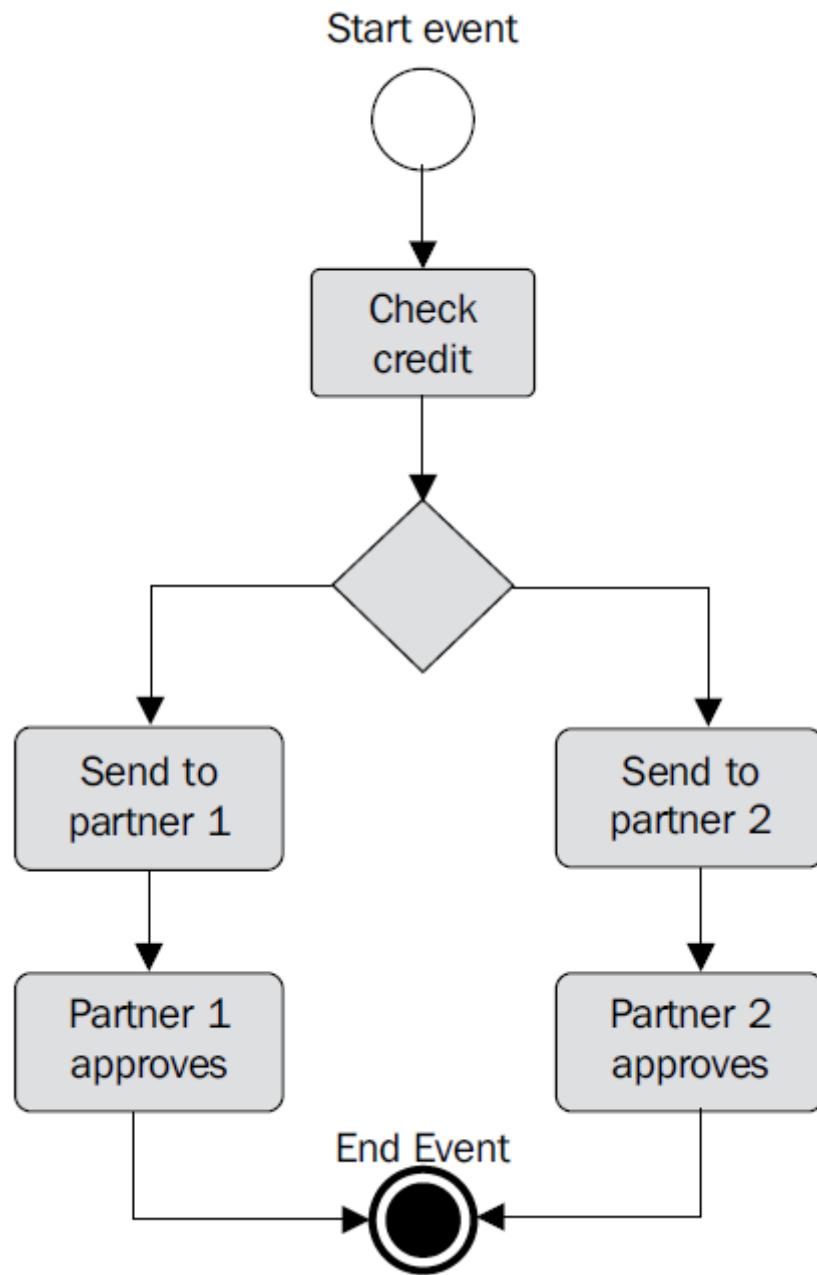 Start event
Check
credit
Send to
partner 1
Send to
partner 2
Partner 1
approves
Partner 2
approves
End Event